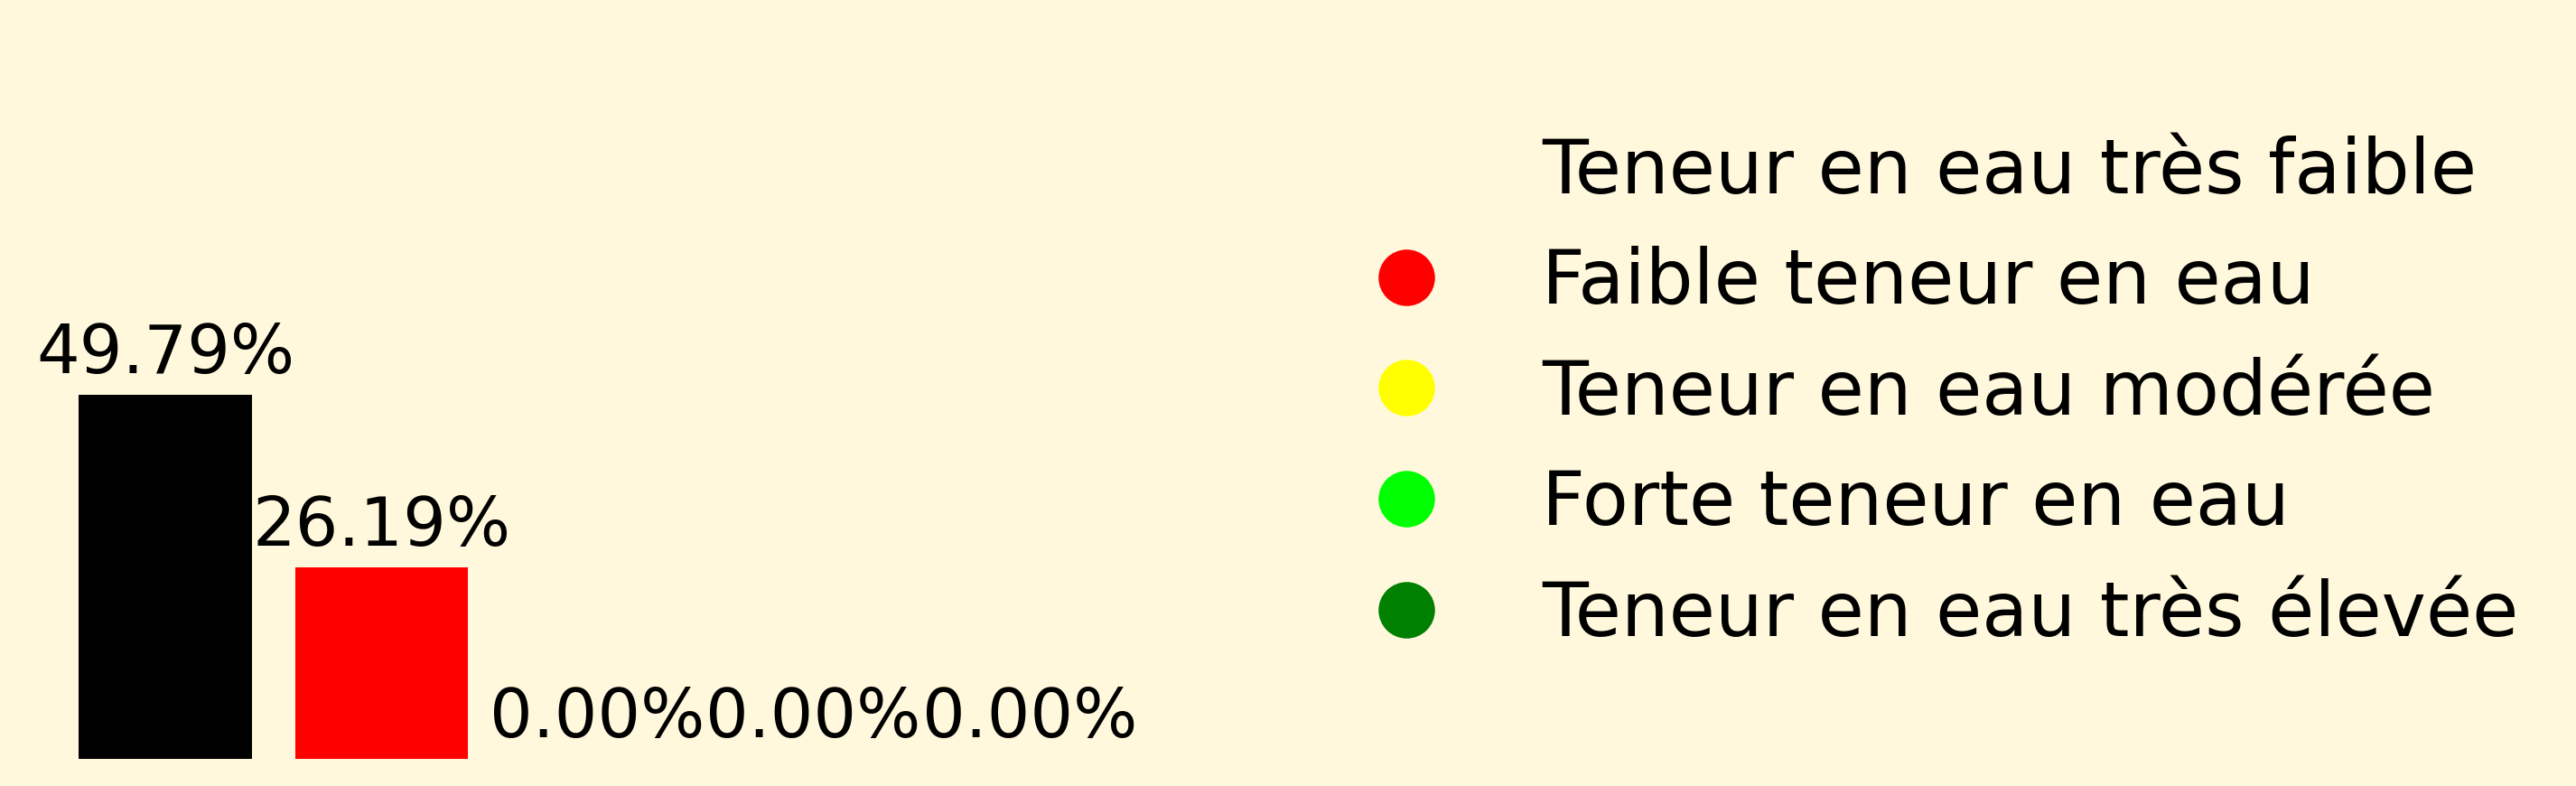 49.79%
26.19%
0.00%0.00%0.00%
Teneur en eau très faible
Faible teneur en eau
Teneur en eau modérée
Forte teneur en eau
Teneur en eau très élevée